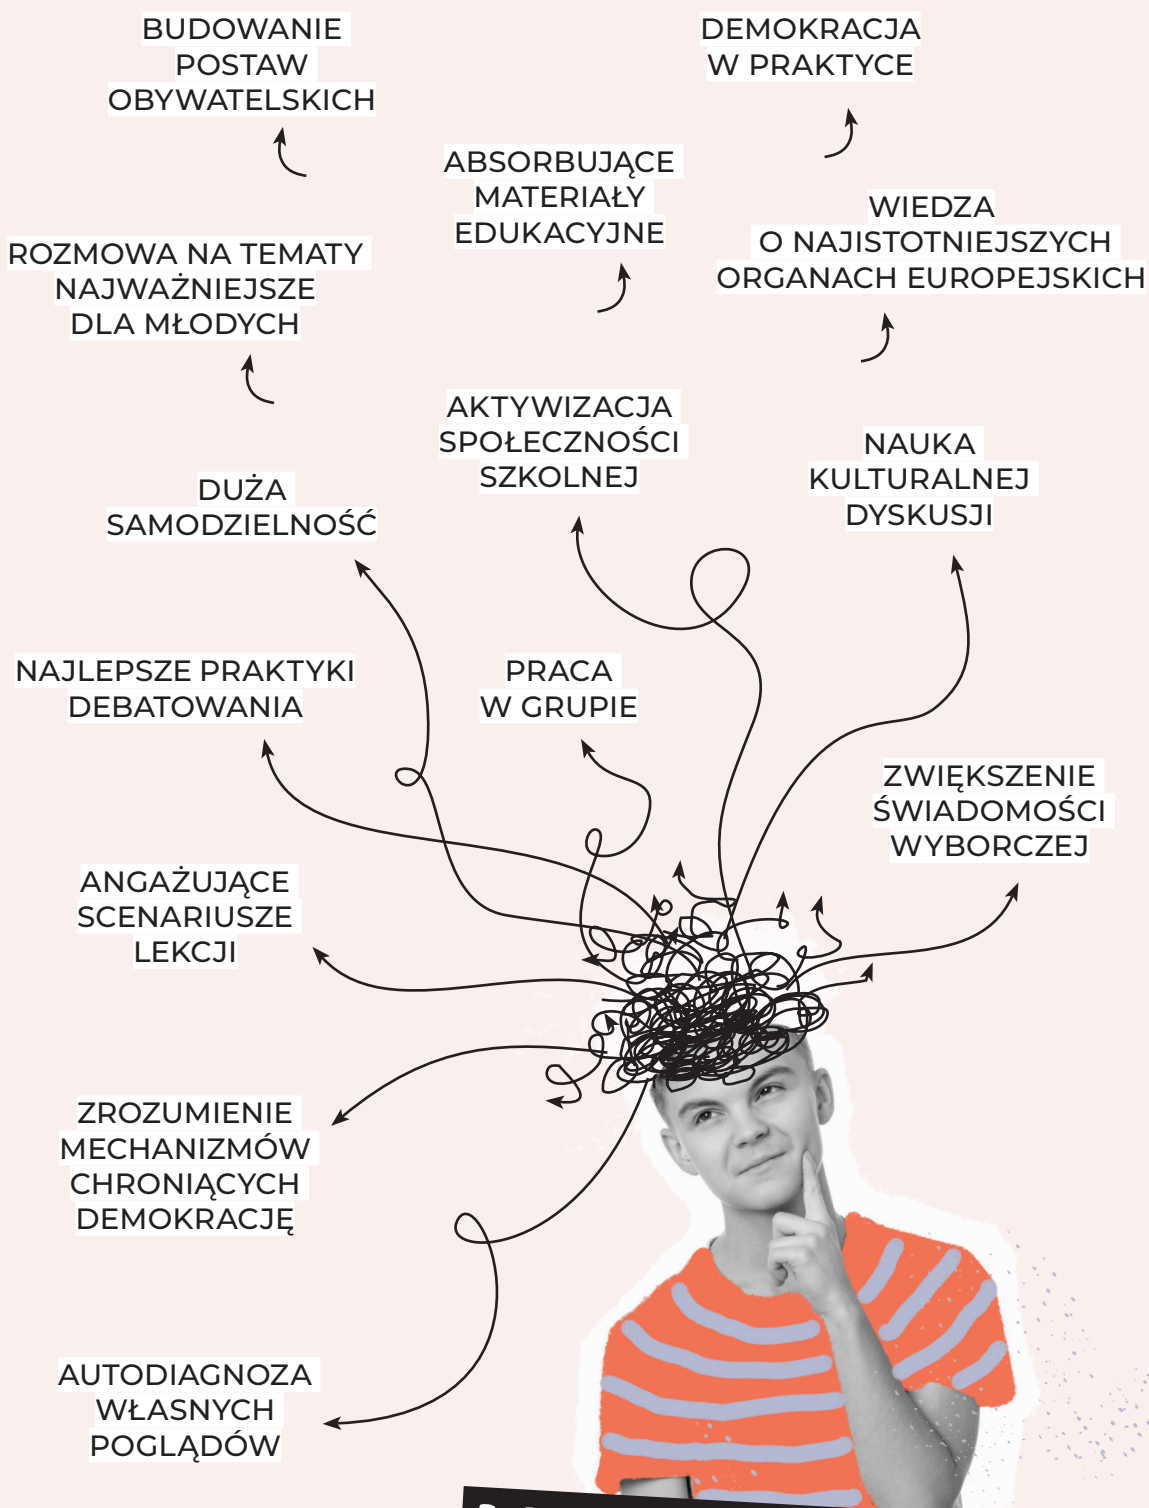 BUDOWANIE
POSTAW
OBYWATELSKICH
DEMOKRACJA
W PRAKTYCE
ABSORBUJĄCE
MATERIAŁY
EDUKACYJNE
WIEDZA
O NAJISTOTNIEJSZYCH
ORGANACH EUROPEJSKICH
ROZMOWA NA TEMATY
NAJWAŻNIEJSZE
DLA MŁODYCH
AKTYWIZACJA
SPOŁECZNOŚCI
SZKOLNEJ
NAUKA
KULTURALNEJ
DYSKUSJI
DUŻA
SAMODZIELNOŚĆ
NAJLEPSZE PRAKTYKI
DEBATOWANIA
PRACA
W GRUPIE
ZWIĘKSZENIE
ŚWIADOMOŚCI
WYBORCZEJ
ANGAŻUJĄCE
SCENARIUSZE
LEKCJI
ZROZUMIENIE
MECHANIZMÓW
CHRONIĄCYCH
DEMOKRACJĘ
AUTODIAGNOZA
WŁASNYCH
POGLĄDÓW